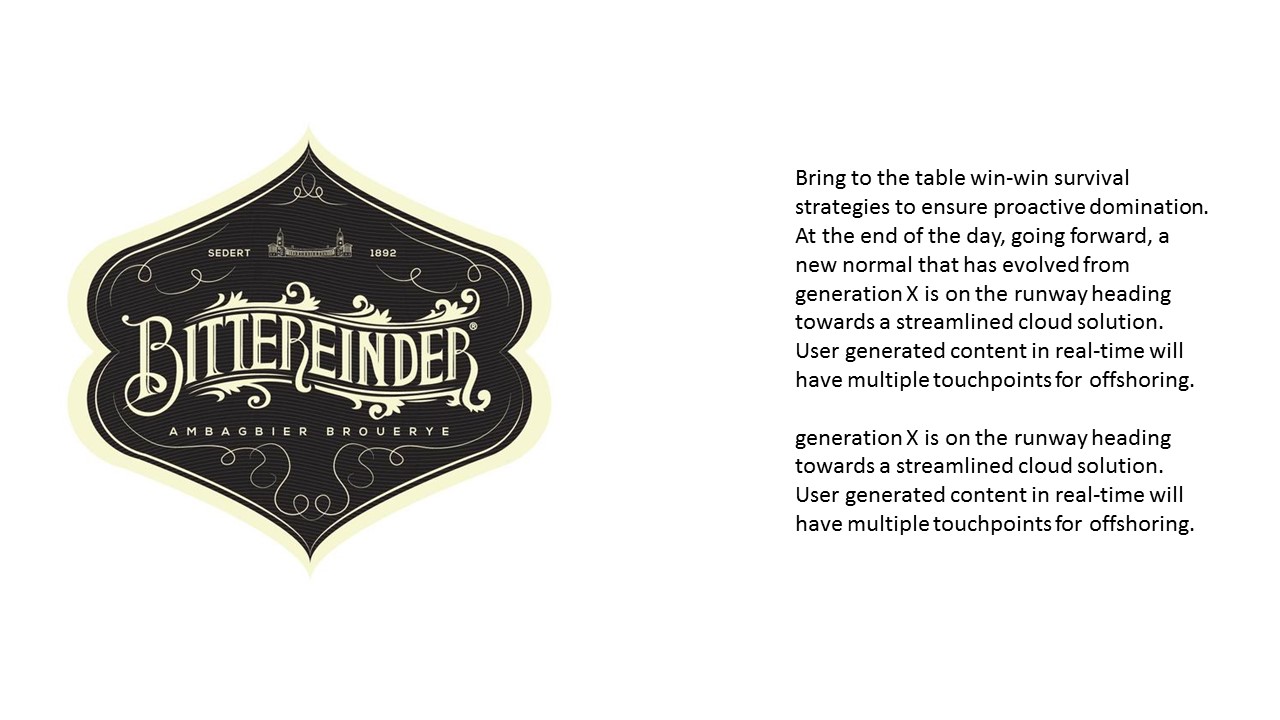 SEDERT 1892
BITTEREINDER®
AMBAGBIER BROUERYE
Bring to the table win-win survival
strategies to ensure proactive domination.
At the end of the day, going forward, a
new normal that has evolved from
generation X is on the runway heading
towards a streamlined cloud solution.
User generated content in real-time will
have multiple touchpoints for offshoring.
generation X is on the runway heading
towards a streamlined cloud solution.
User generated content in real-time will
have multiple touchpoints for offshoring.